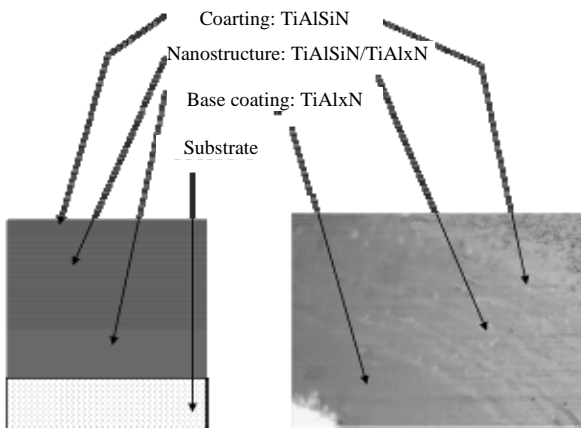 Coarting: TiAlSiN
Nanostructure: TiAlSiN/TiAlxN
Base coating: TiAlxN
Substrate